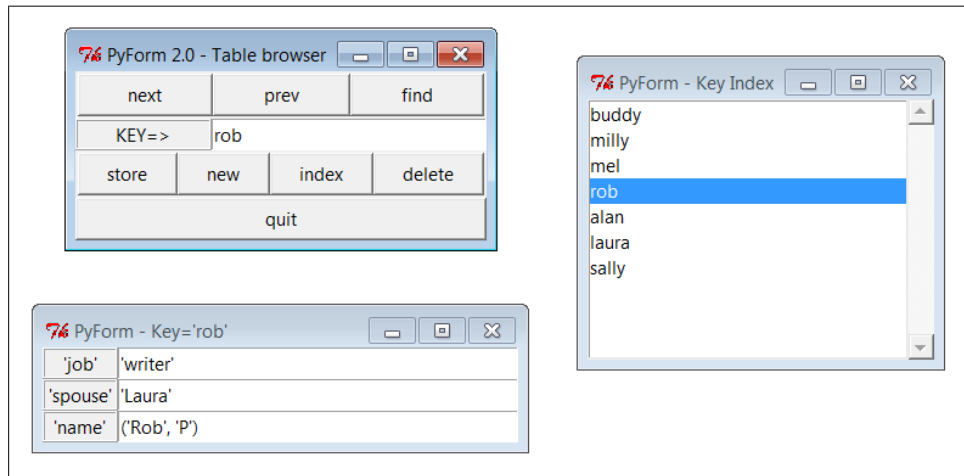 PyForm 2.0 - Table browser
next prev find
KEY=> rob
store new index delete
quit
PyForm - Key Index
buddy
milly
mel
rob
alan
laura
sally
PyForm - Key='rob'
'job' 'writer'
'spouse' 'Laura'
'name' ('Rob', 'P')